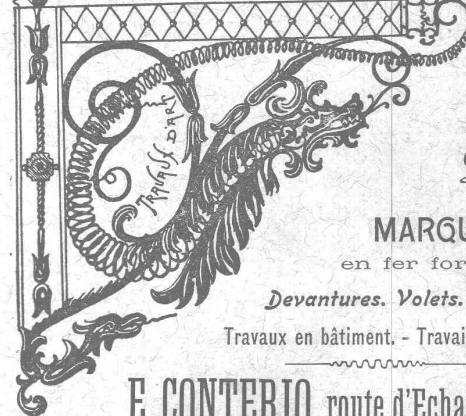 TRAVAUX D'ART
MARQU
en fer for
Devantures. Volets.
Travaux en bâtiment. - Travai
E. CONTERIO route d'Echa